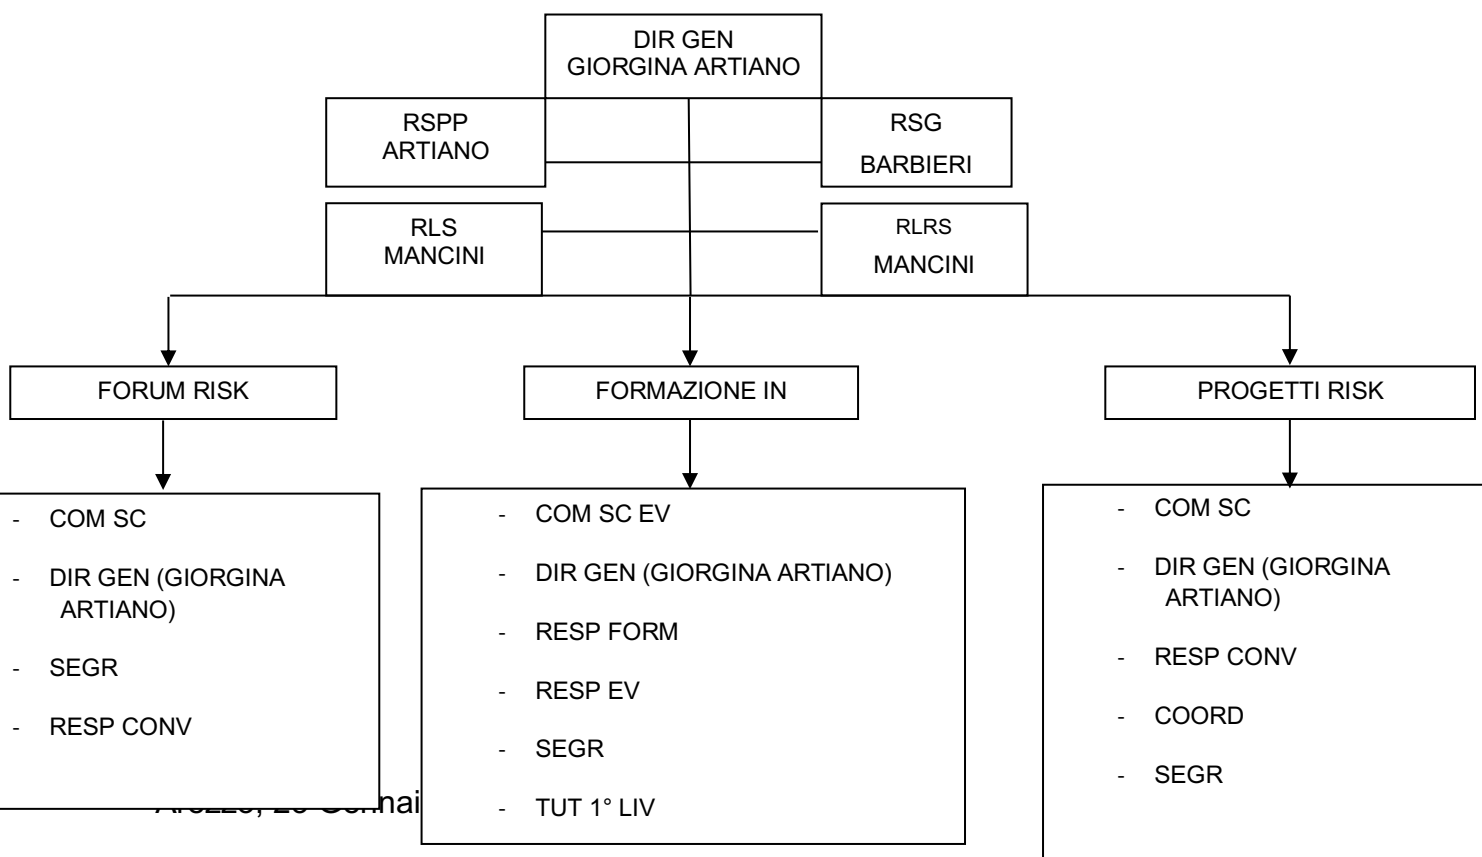 DIR GEN
GIORGINA ARTIANO
RSPP
ARTIANO
RSG
BARBIERI
RLS
MANCINI
RLRS
MANCINI
FORUM RISK
FORMAZIONE IN
PROGETTI RISK
- COM SC
- DIR GEN (GIORGINA
ARTIANO)
- SEGR
- RESP CONV
- COM SC EV
- DIR GEN (GIORGINA ARTIANO)
- RESP FORM
- RESP EV
- SEGR
- TUT 1° LIV
- COM SC
- DIR GEN (GIORGINA
ARTIANO)
- RESP CONV
- COORD
- SEGR